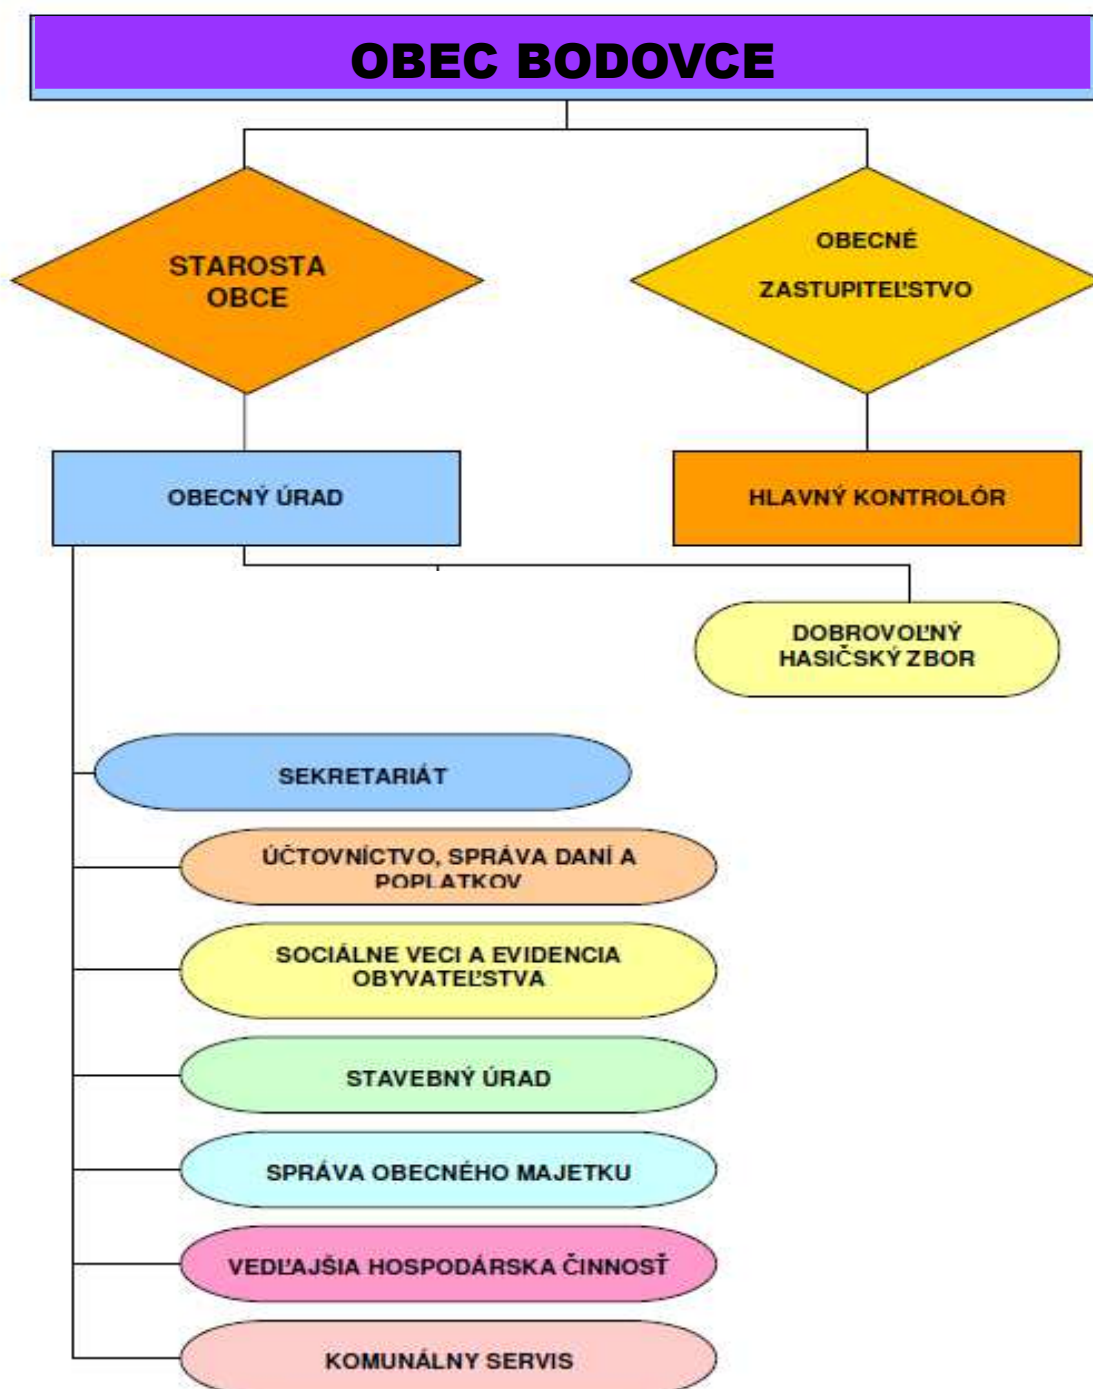 OBEC BODOVCE
STAROSTA
OBCE
OBECNÉ
ZASTUPITEĽSTVO
OBECNÝ ÚRAD
HLAVNÝ KONTROLÓR
DOBROVOĽNÝ
HASIČSKÝ ZBOR
SEKRETARIÁT
ÚČTOVNÍCTVO, SPRÁVA DANÍ A
POPLATKOV
SOCIÁLNE VECI A EVIDENCIA
OBYVATEĽSTVA
STAVEBNÝ ÚRAD
SPRÁVA OBECNÉHO MAJETKU
VEDĽAJŠIA HOSPODÁRSKA ČINNOSŤ
KOMUNÁLNY SERVIS